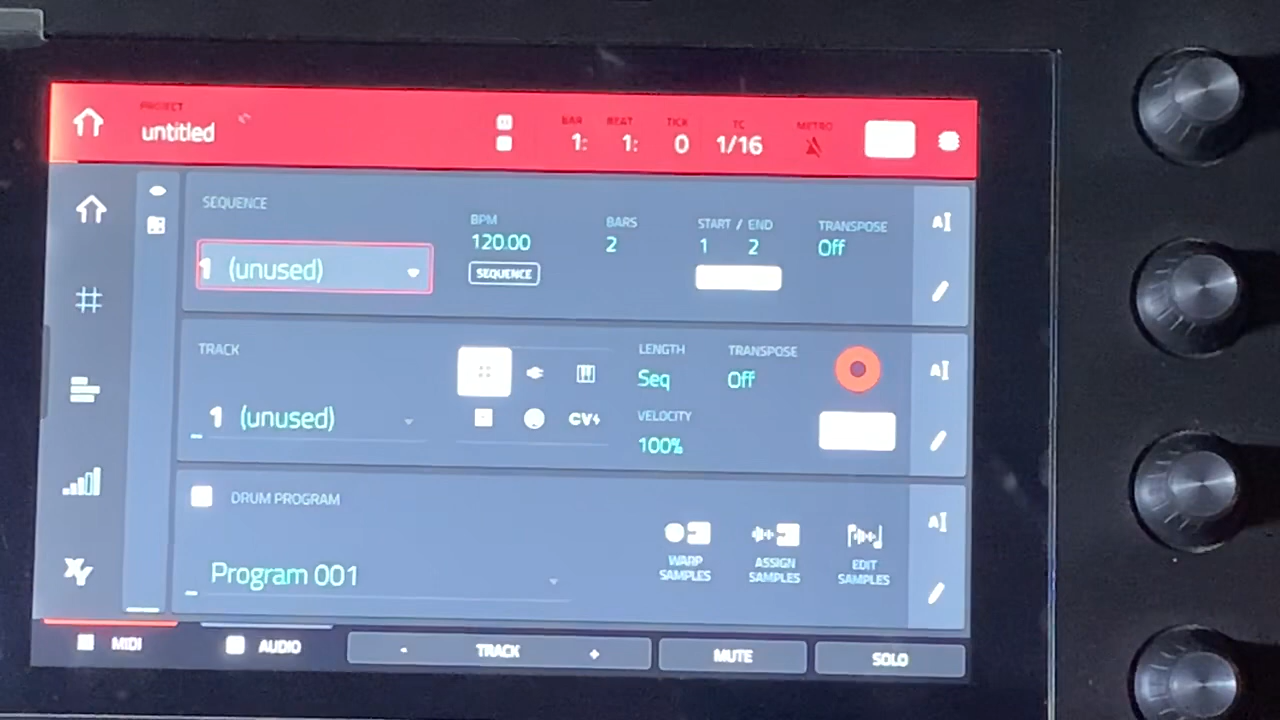 PROJECT
untitled
BAR BEAT TICK TC METRO
1: 1: 0 1/16
SEQUENCE
1 (unused)
BPM
120.00
SEQUENCE
BARS
2
START / END
1 2
TRANSPOSE
Off
TRACK
1 (unused)
CV
LENGTH
Seq
VELOCITY
100%
TRANSPOSE
Off
DRUM PROGRAM
Program 001
WARP
SAMPLES
ASSIGN
SAMPLES
EDIT
SAMPLES
XY
MIDI AUDIO - TRACK + MUTE SOLO